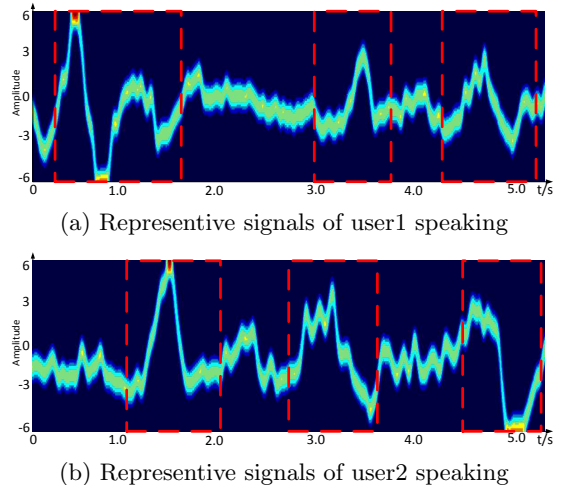 6
3
0
-3
-6
Amplitude
0 1.0 2.0 3.0 4.0 5.0 t/s
(a) Representive signals of user1 speaking
6
3
0
-3
-6
Amplitude
0 1.0 2.0 3.0 4.0 5.0 t/s
(b) Representive signals of user2 speaking